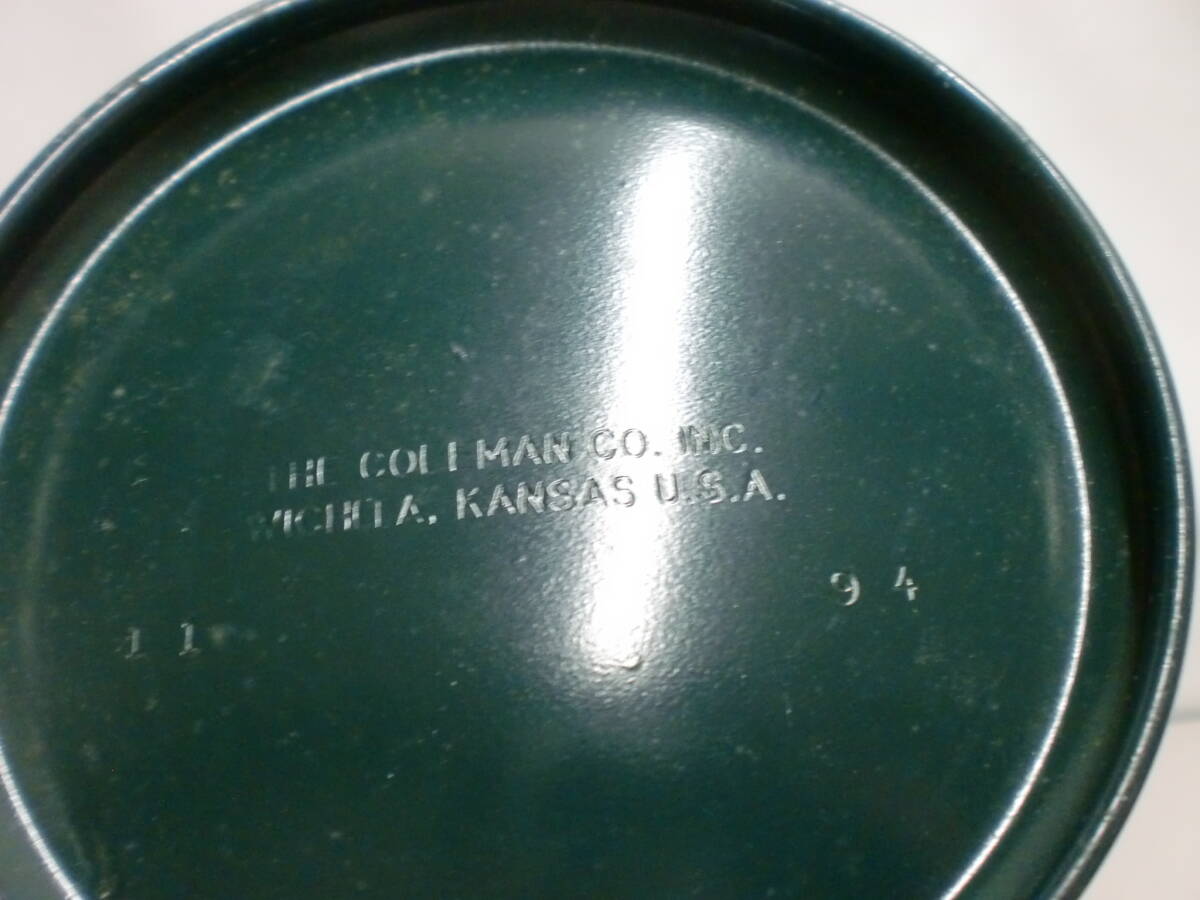 THE COLEMAN CO. INC.
WICHITA, KANSAS U.S.A.
11 94